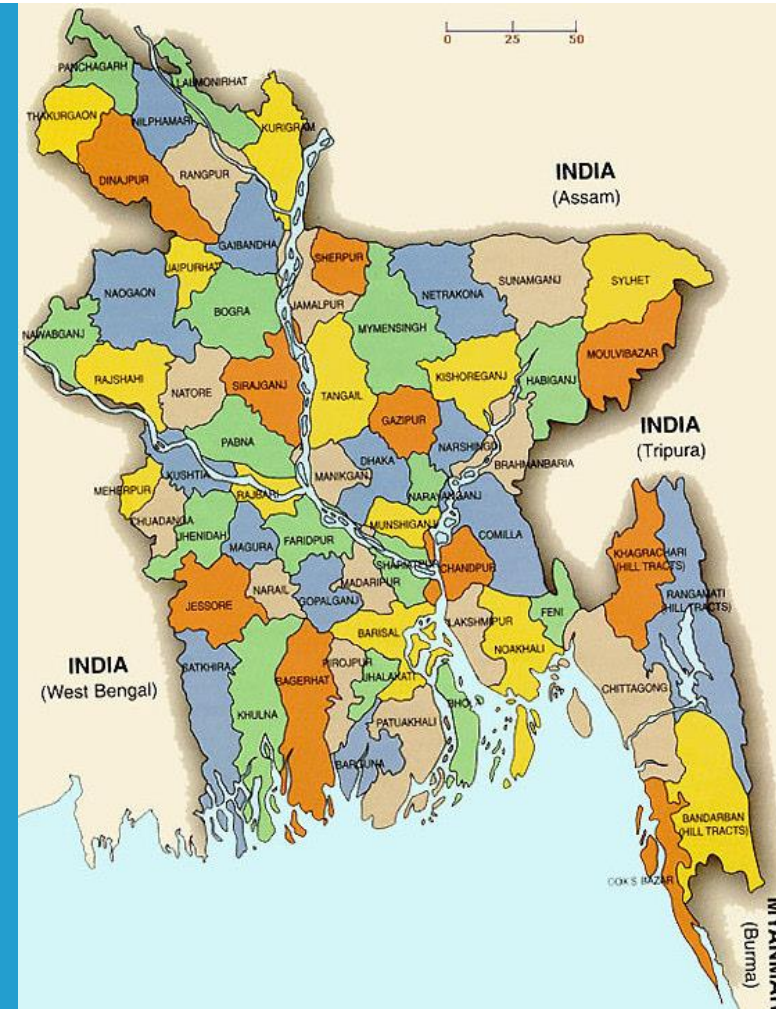 0 25 50
PANCHAGARH
LALMONIRHAT
THAKURGAON
NILPHAMARI
KURIGRAM
DINAJPUR
RANGPUR
INDIA
(Assam)
GAIBANDHA
SHERPUR
JAIPURHAT
NAOGAON
NETRAKONA
SUNAMGANJ
SYLHET
JAMALPUR
BOGRA
MYMENSINGH
NAWABGANJ
MOULVIBAZAR
RAJSHAHI
NATORE
SIRAJGANJ
TANGAIL
KISHOREGANJ
HABIGANJ
GAZIPUR
INDIA
(Tripura)
PABNA
DHAKA
NARSHINGDI
BRAHMANBARIA
KUSHTIA
MANIKGANJ
MEHERPUR
RAJBARI
NARAYANGANJ
CHUADANGA
JHENIDAH
MAGURA
FARIDPUR
MUNSHIGANJ
COMILLA
KHAGRACHARI
(HILL TRACTS)
SHARIATPUR
CHANDPUR
MADARIPUR
NARAIL
GOPALGANJ
JESSORE
RANGAMATI
(HILL TRACTS)
FENI
LAKSHMIPUR
BARISAL
NOAKHALI
INDIA
(West Bengal)
SATKHIRA
PIROJPUR
JHALAKATI
BAGERHAT
CHITTAGONG
KHULNA
PATUAKHALI
BHOLA
BARGUNA
BANDARBAN
(HILL TRACTS)
COX'S BAZAR
MYANMAR
(Burma)